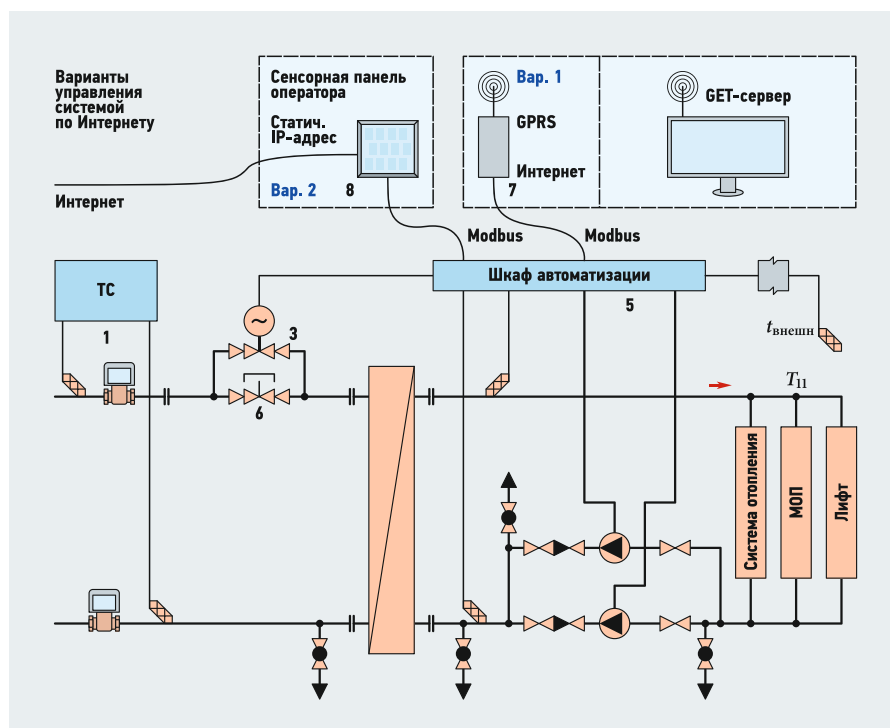 Варианты
управления
системой
по Интернету
Интернет
Сенсорная панель
оператора
Статич.
IP-адрес
Вар. 2
8
Вар. 1
GPRS
Интернет
7
GET-сервер
Modbus
Modbus
ТС
1
~
3
6
Шкаф автоматизации
5
tвнешн
T11
Система отопления
МОП
Лифт